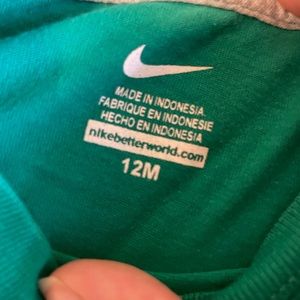 MADE IN INDONESIA.
FABRIQUE EN INDONESIE
HECHO EN INDONESIA
nikebetterworld.com
12M